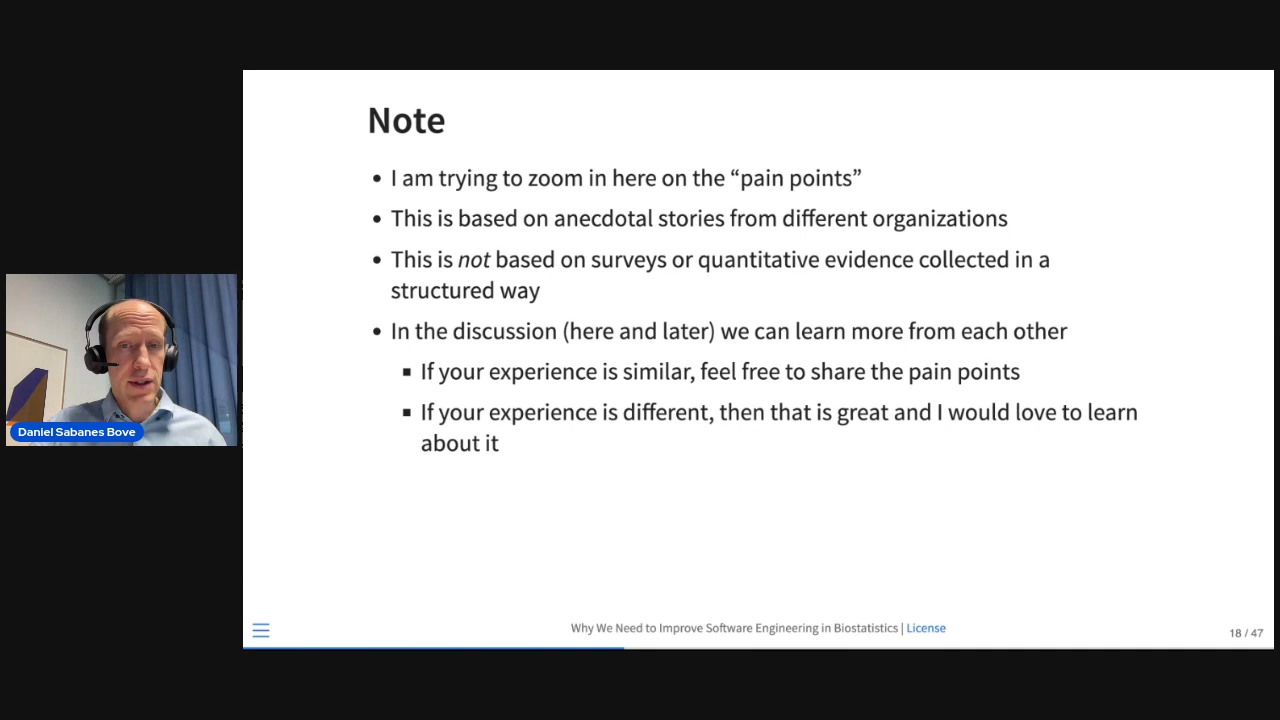 Note
• I am trying to zoom in here on the “pain points”
• This is based on anecdotal stories from different organizations
• This is not based on surveys or quantitative evidence collected in a
structured way
• In the discussion (here and later) we can learn more from each other
▪ If your experience is similar, feel free to share the pain points
▪ If your experience is different, then that is great and I would love to learn
about it
Daniel Sabanes Bove
Why We Need to Improve Software Engineering in Biostatistics | License
18 / 47